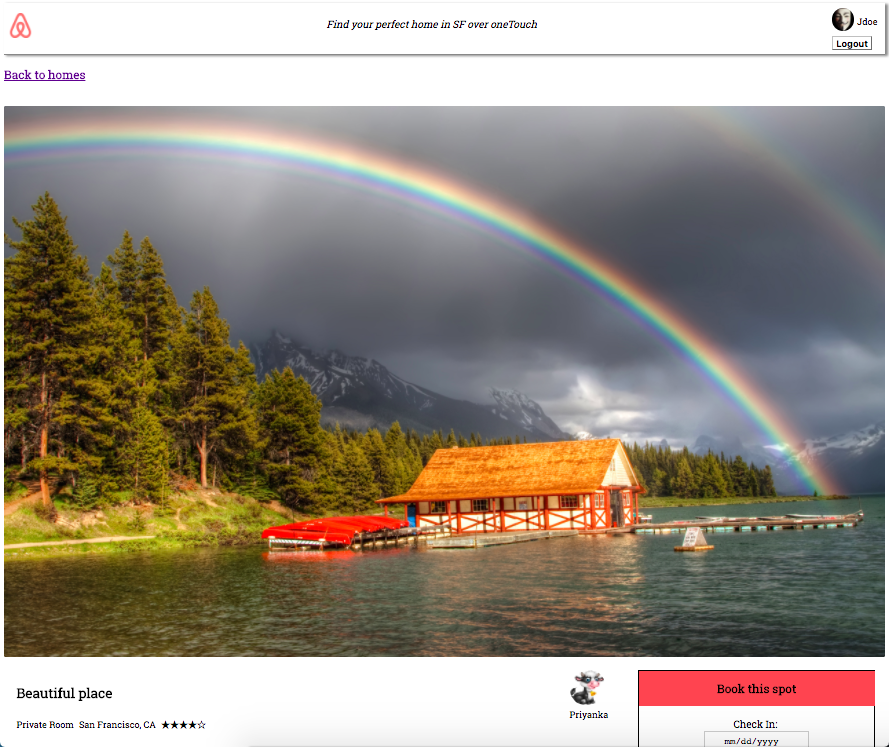 Find your perfect home in SF over oneTouch
Jdoe
Logout
Back to homes
Beautiful place
Private Room San Francisco, CA ★★★★☆
Priyanka
Book this spot
Check In:
mm/dd/yyyy